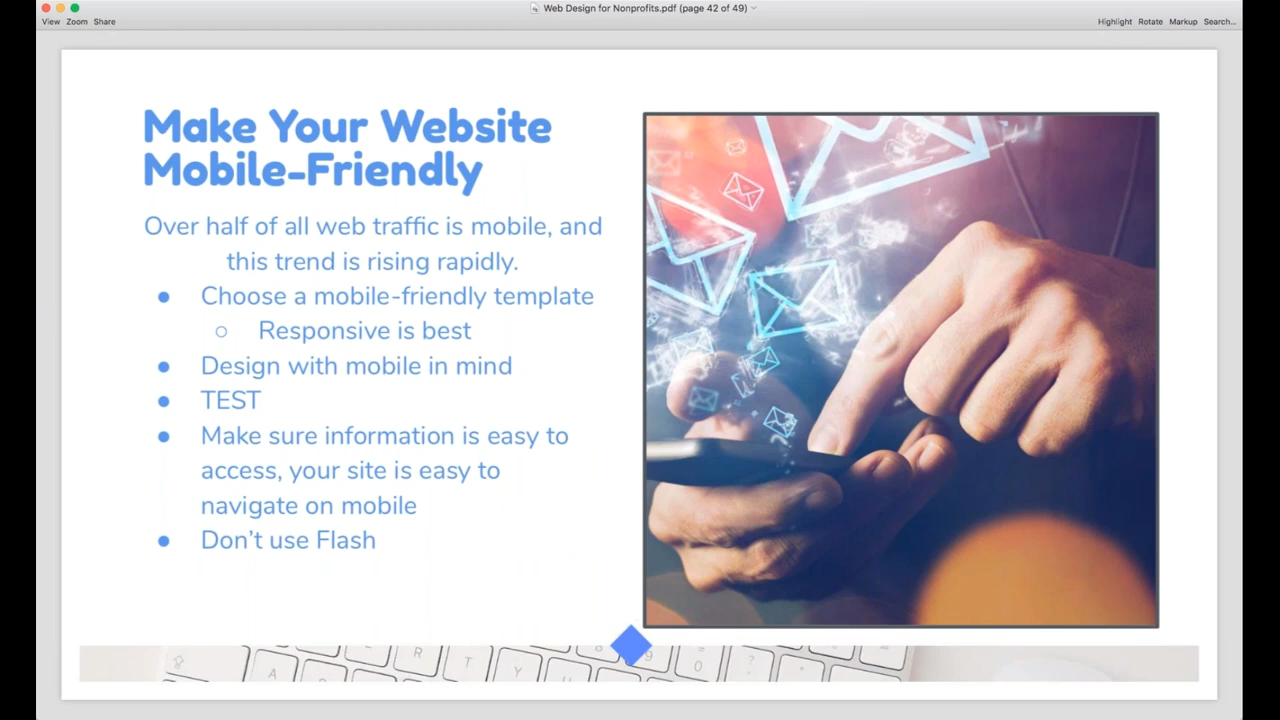 Web Design for Nonprofits.pdf (page 42 of 49)
View Zoom Share
Highlight Rotate Markup Search...
Make Your Website
Mobile-Friendly
Over half of all web traffic is mobile, and
this trend is rising rapidly.
● Choose a mobile-friendly template
○ Responsive is best
● Design with mobile in mind
● TEST
● Make sure information is easy to
access, your site is easy to
navigate on mobile
● Don't use Flash
R T Y U 9 0 ?
A